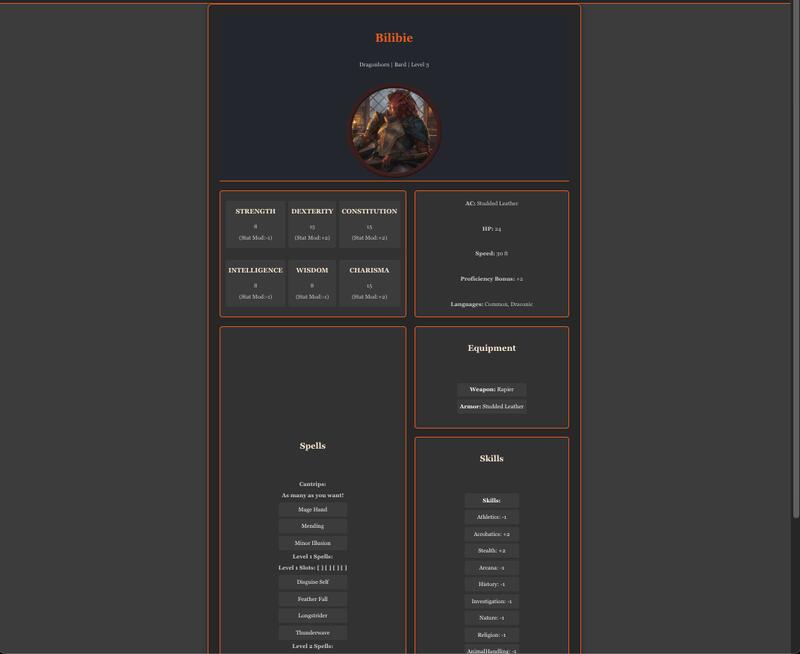 Bilibie
Dragonborn | Bard | Level 3
STRENGTH
8
(Stat Mod:-1)
DEXTERITY
15
(Stat Mod:+2)
CONSTITUTION
15
(Stat Mod:+2)
INTELLIGENCE
8
(Stat Mod:-1)
WISDOM
8
(Stat Mod:-1)
CHARISMA
15
(Stat Mod:+2)
AC: Studded Leather
HP: 24
Speed: 30 ft
Proficiency Bonus: +2
Languages: Common, Draconic
Spells
Cantrips:
As many as you want!
Mage Hand
Mending
Minor Illusion
Level 1 Spells:
Level 1 Slots: [ ] [ ] [ ] [ ]
Disguise Self
Feather Fall
Longstrider
Thunderwave
Level 2 Spells:
Equipment
Weapon: Rapier
Armor: Studded Leather
Skills
Skills:
Athletics: -1
Acrobatics: +2
Stealth: +2
Arcana: -1
History: -1
Investigation: -1
Nature: -1
Religion: -1
AnimalHandling: -1